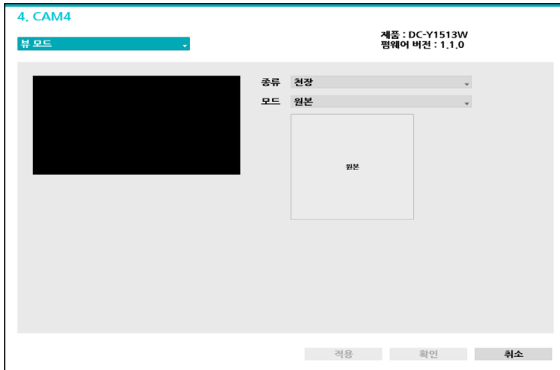 4. CAM4
뷰 모드
제품 : DC-Y1513W
펌웨어 버전 : 1.1.0
종류 천장
모드 원본
원본
적용 확인 취소